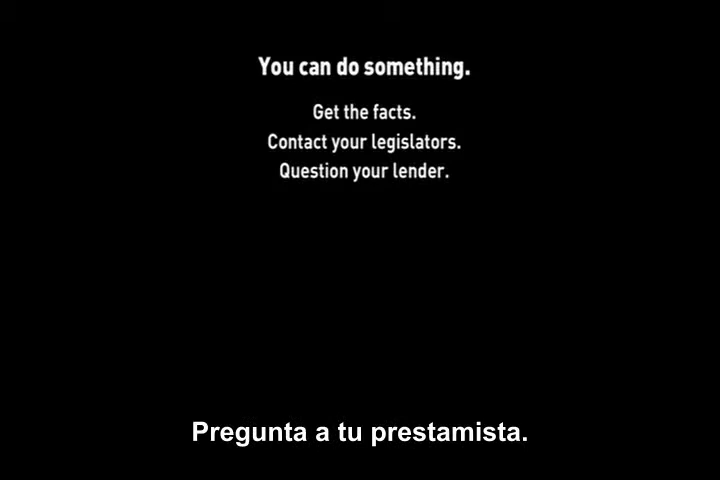 You can do something.
Get the facts.
Contact your legislators.
Question your lender.
Pregunta a tu prestamista.